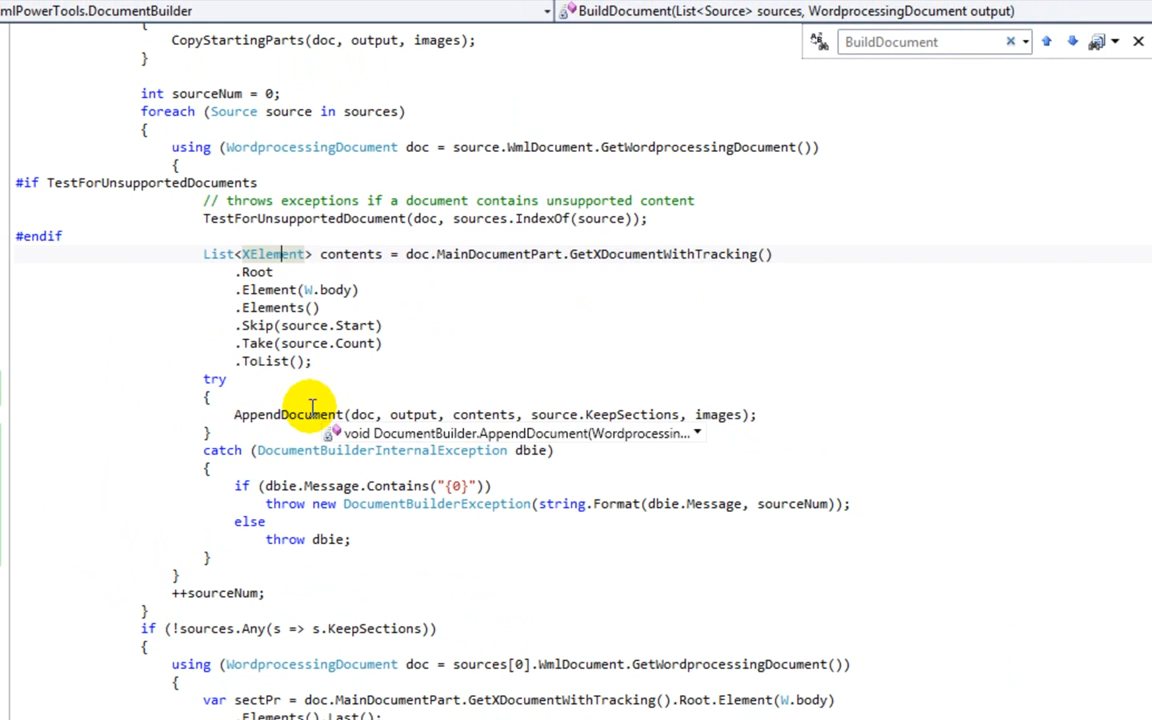 mlPowerTools.DocumentBuilder
BuildDocument(List<Source> sources, WordprocessingDocument output)
BuildDocument
{
CopyStartingParts(doc, output, images);
}
int sourceNum = 0;
foreach (Source source in sources)
{
using (WordprocessingDocument doc = source.WmlDocument.GetWordprocessingDocument())
{
#if TestForUnsupportedDocuments
// throws exceptions if a document contains unsupported content
TestForUnsupportedDocument(doc, sources.IndexOf(source));
#endif
List<XElement> contents = doc.MainDocumentPart.GetXDocumentWithTracking()
.Root
.Element(W.body)
.Elements()
.Skip(source.Start)
.Take(source.Count)
.ToList();
try
{
AppendDocument(doc, output, contents, source.KeepSections, images);
void DocumentBuilder.AppendDocument(Wordprocessin...
}
catch (DocumentBuilderInternalException dbie)
{
if (dbie.Message.Contains("{0}"))
throw new DocumentBuilderException(string.Format(dbie.Message, sourceNum));
else
throw dbie;
}
}
++sourceNum;
}
if (!sources.Any(s => s.KeepSections))
{
using (WordprocessingDocument doc = sources[0].WmlDocument.GetWordprocessingDocument())
{
var sectPr = doc.MainDocumentPart.GetXDocumentWithTracking().Root.Element(W.body)
.Elements().Last();